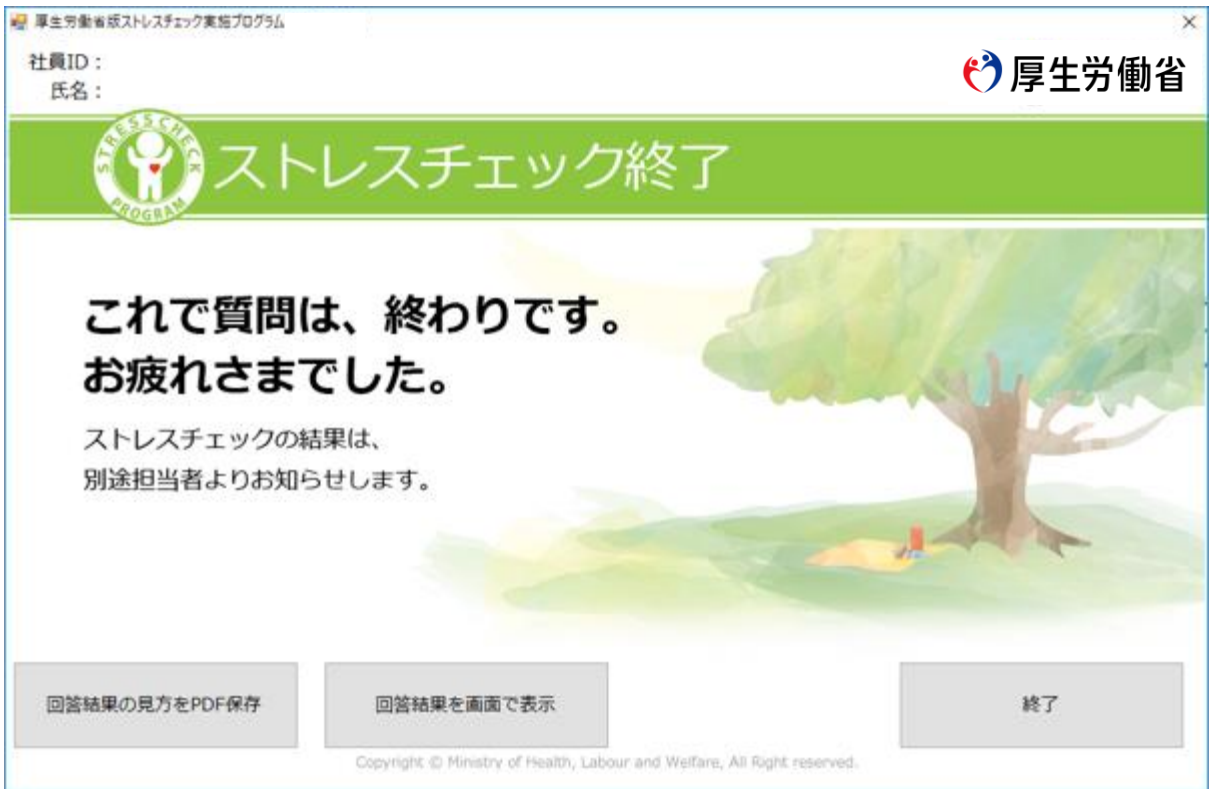 厚生労働省版ストレスチェック実施プログラム
社員ID：
氏名：
厚生労働省
STRESS CHECK PROGRAM
ストレスチェック終了
これで質問は、終わりです。
お疲れさまでした。
ストレスチェックの結果は、
別途担当者よりお知らせします。
回答結果の見方をPDF保存
回答結果を画面で表示
終了
Copyright © Ministry of Health, Labour and Welfare, All Right reserved.